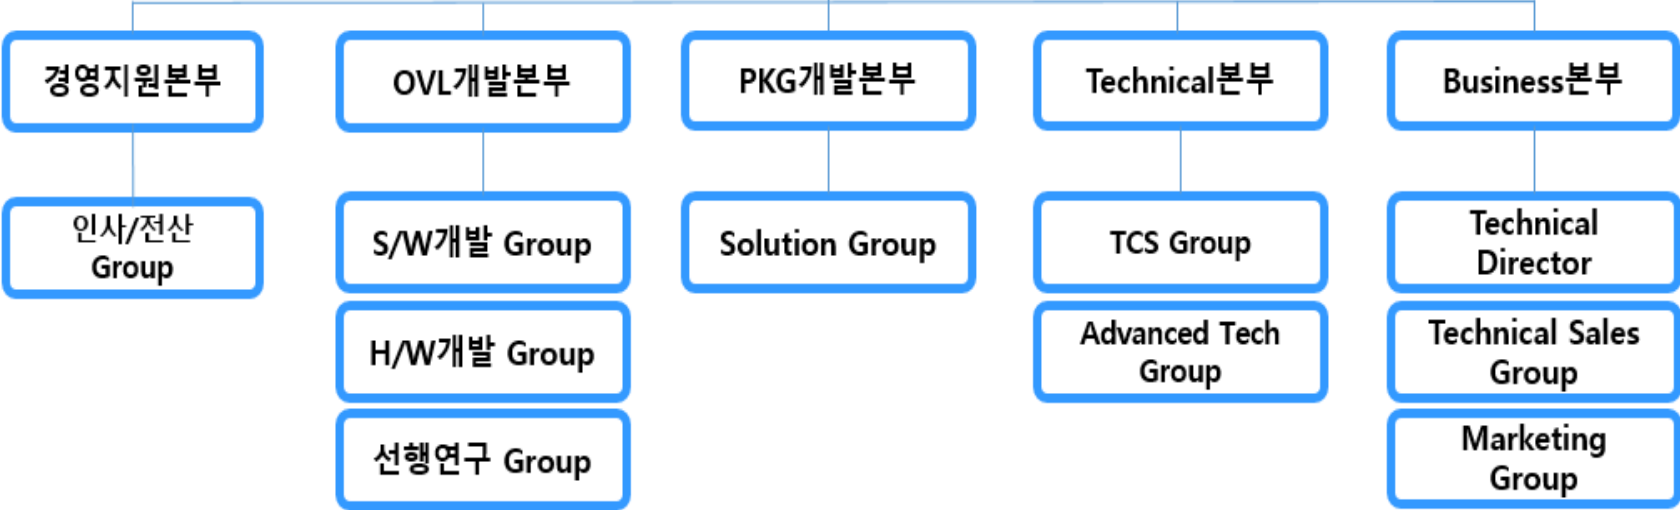 경영지원본부
OVL개발본부
PKG개발본부
Technical본부
Business본부
인사/전산
Group
S/W개발 Group
H/W개발 Group
선행연구 Group
Solution Group
TCS Group
Advanced Tech
Group
Technical
Director
Technical Sales
Group
Marketing
Group